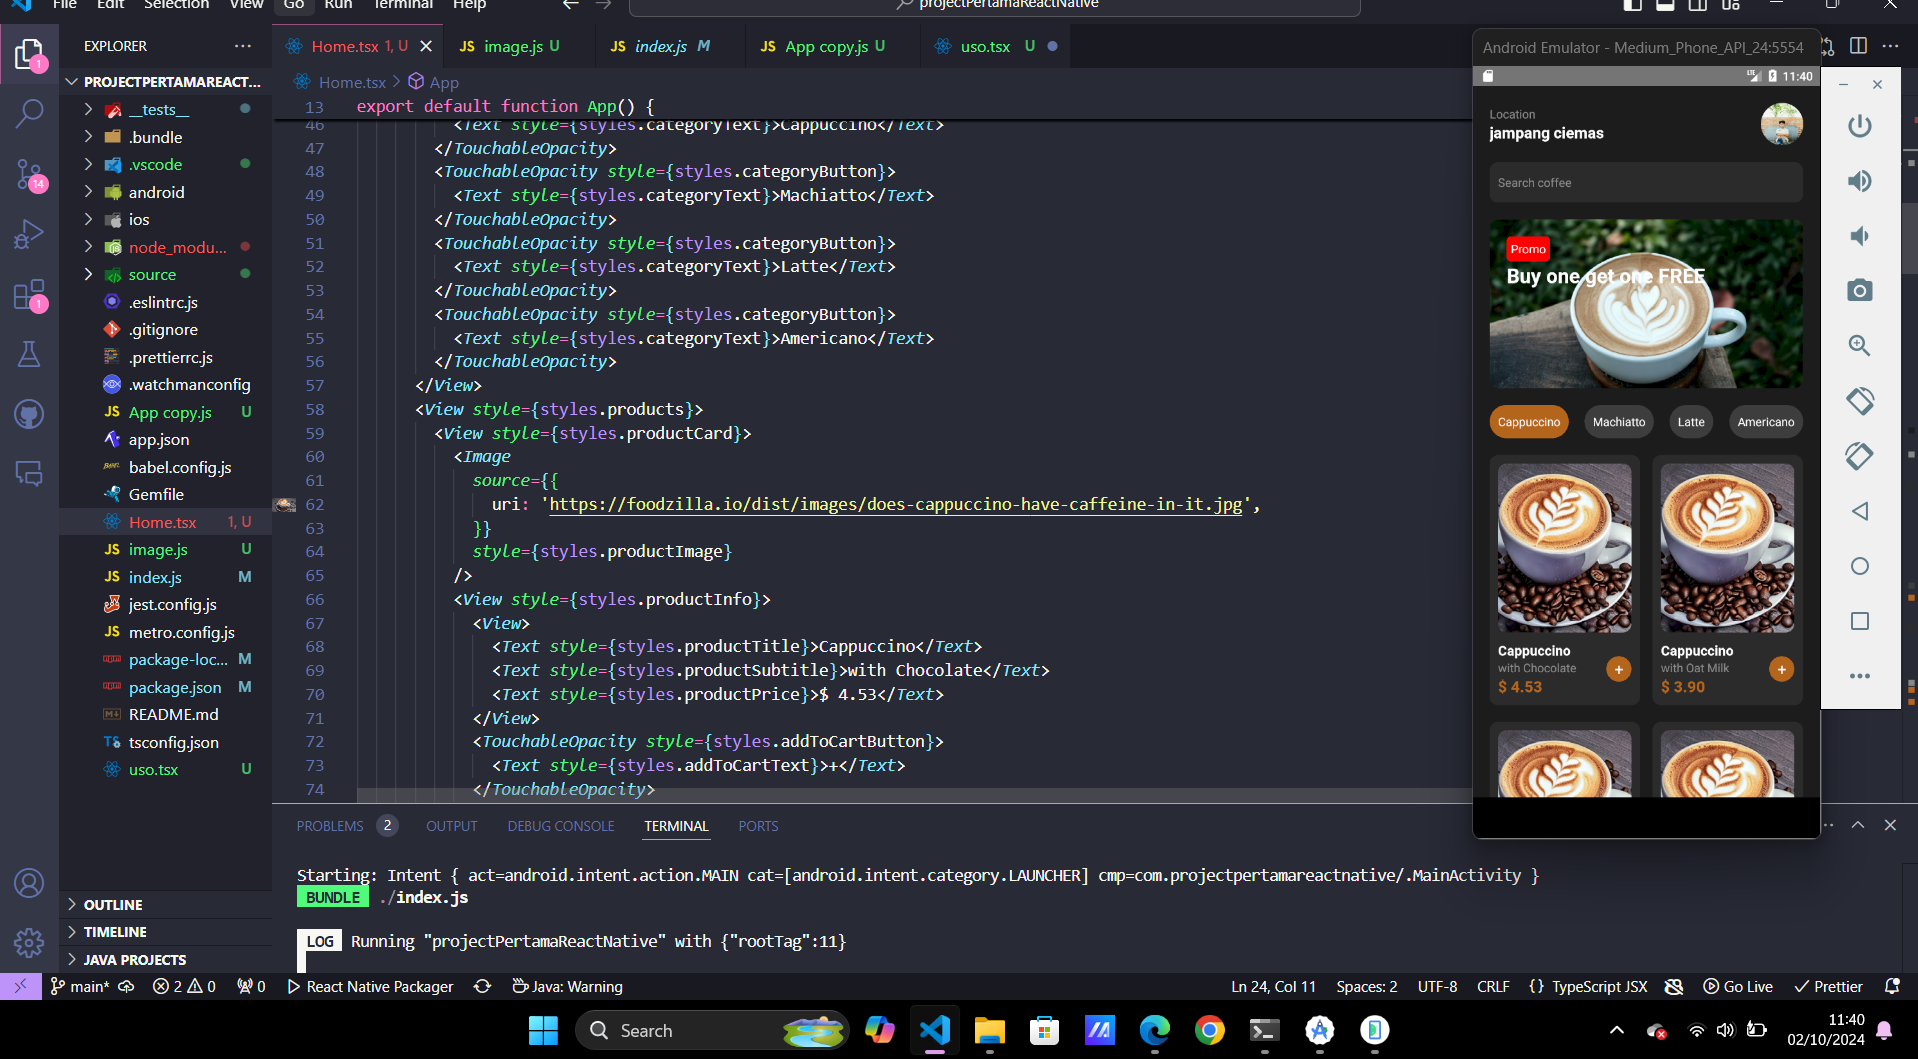 File Edit Selection View Go Run Terminal Help
projectPertamaReactNative
EXPLORER
PROJECTPERTAMAREACT...
__tests__
.bundle
.vscode
android
ios
node_modu...
source
.eslintrc.js
.gitignore
.prettierrc.js
.watchmanconfig
App copy.js U
app.json
babel.config.js
Gemfile
Home.tsx 1, U
image.js U
index.js M
jest.config.js
metro.config.js
package-loc... M
package.json M
README.md
tsconfig.json
uso.tsx U
OUTLINE
TIMELINE
JAVA PROJECTS
1
14
1
Home.tsx 1, U
JS image.js U
JS index.js M
JS App copy.js U
uso.tsx U
Home.tsx > App
13 export default function App() {
46 <Text style={styles.categoryText}>Cappuccino</Text>
47 </TouchableOpacity>
48 <TouchableOpacity style={styles.categoryButton}>
49 <Text style={styles.categoryText}>Machiatto</Text>
50 </TouchableOpacity>
51 <TouchableOpacity style={styles.categoryButton}>
52 <Text style={styles.categoryText}>Latte</Text>
53 </TouchableOpacity>
54 <TouchableOpacity style={styles.categoryButton}>
55 <Text style={styles.categoryText}>Americano</Text>
56 </TouchableOpacity>
57 </View>
58 <View style={styles.products}>
59 <View style={styles.productCard}>
60 <Image
61 source={{
62 uri: 'https://foodzilla.io/dist/images/does-cappuccino-have-caffeine-in-it.jpg',
63 }}
64 style={styles.productImage}
65 />
66 <View style={styles.productInfo}>
67 <View>
68 <Text style={styles.productTitle}>Cappuccino</Text>
69 <Text style={styles.productSubtitle}>with Chocolate</Text>
70 <Text style={styles.productPrice}>$ 4.53</Text>
71 </View>
72 <TouchableOpacity style={styles.addToCartButton}>
73 <Text style={styles.addToCartText}>+</Text>
74 </TouchableOpacity>
PROBLEMS 2 OUTPUT DEBUG CONSOLE TERMINAL PORTS
Starting: Intent { act=android.intent.action.MAIN cat=[android.intent.category.LAUNCHER] cmp=com.projectpertamareactnative/.MainActivity }
BUNDLE ./index.js
LOG Running "projectPertamaReactNative" with {"rootTag":11}
Android Emulator - Medium_Phone_API_24:5554
LTE 11:40
Location
jampang ciemas
Search coffee
Promo
Buy one get one FREE
Cappuccino Machiatto Latte Americano
Cappuccino
with Chocolate
$ 4.53
+
Cappuccino
with Oat Milk
$ 3.90
+
main* 2 0 0 React Native Packager Java: Warning
Ln 24, Col 11 Spaces: 2 UTF-8 CRLF {} TypeScript JSX Go Live Prettier
Search
11:40
02/10/2024